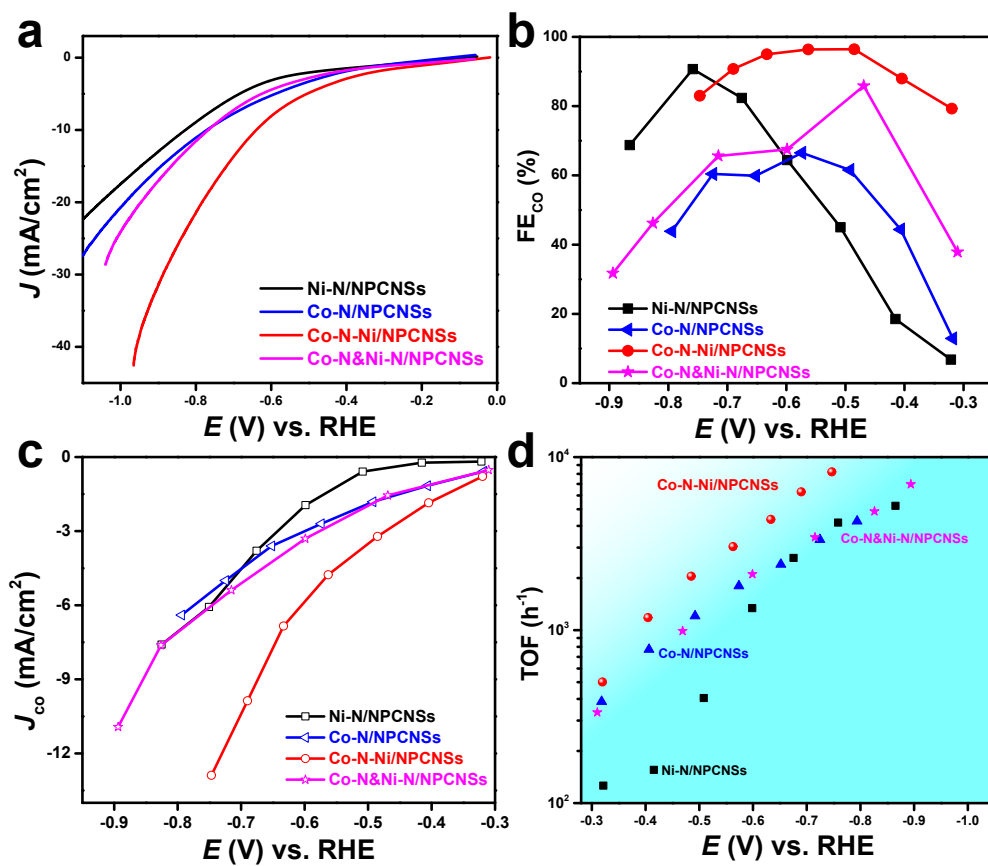 a
J (mA/cm²)
0
-10
-20
-30
-40
Ni-N/NPCNSs
Co-N/NPCNSs
Co-N-Ni/NPCNSs
Co-N&Ni-N/NPCNSs
-1.0 -0.8 -0.6 -0.4 -0.2 0.0
E (V) vs. RHE
b
FE_CO (%)
100
80
60
40
20
0
Ni-N/NPCNSs
Co-N/NPCNSs
Co-N-Ni/NPCNSs
Co-N&Ni-N/NPCNSs
-0.9 -0.8 -0.7 -0.6 -0.5 -0.4 -0.3
E (V) vs. RHE
c
J_co (mA/cm²)
0
-3
-6
-9
-12
Ni-N/NPCNSs
Co-N/NPCNSs
Co-N-Ni/NPCNSs
Co-N&Ni-N/NPCNSs
-0.9 -0.8 -0.7 -0.6 -0.5 -0.4 -0.3
E (V) vs. RHE
d
TOF (h⁻¹)
10⁴
10³
10²
Co-N-Ni/NPCNSs
Co-N&Ni-N/NPCNSs
Co-N/NPCNSs
Ni-N/NPCNSs
-0.3 -0.4 -0.5 -0.6 -0.7 -0.8 -0.9 -1.0
E (V) vs. RHE